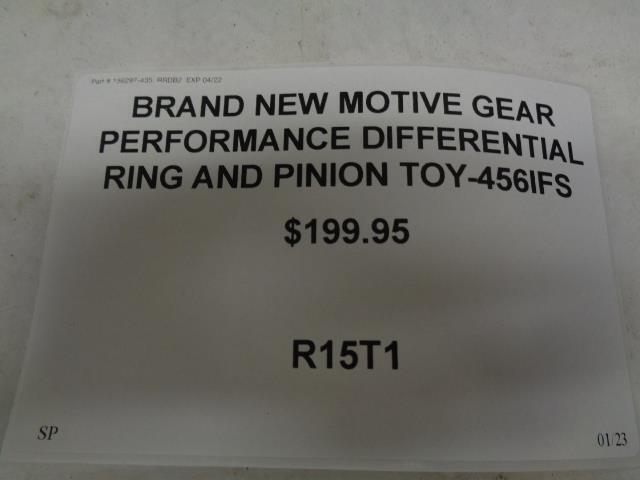 Part # 156297-435 RRDB2 EXP 04/22
BRAND NEW MOTIVE GEAR
PERFORMANCE DIFFERENTIAL
RING AND PINION TOY-456IFS
$199.95
R15T1
SP
01/23